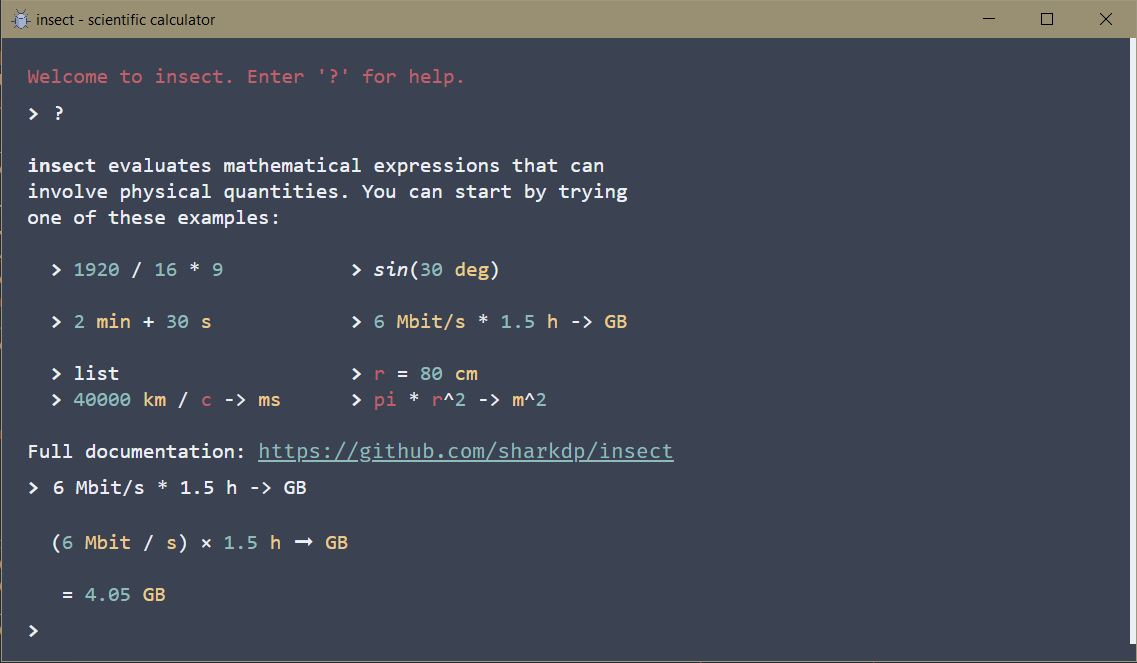 insect - scientific calculator
Welcome to insect. Enter '?' for help.
> ?
insect evaluates mathematical expressions that can
involve physical quantities. You can start by trying
one of these examples:
> 1920 / 16 * 9 > sin(30 deg)
> 2 min + 30 s > 6 Mbit/s * 1.5 h -> GB
> list > r = 80 cm
> 40000 km / c -> ms > pi * r^2 -> m^2
Full documentation: https://github.com/sharkdp/insect
> 6 Mbit/s * 1.5 h -> GB
(6 Mbit / s) × 1.5 h ➞ GB
= 4.05 GB
>